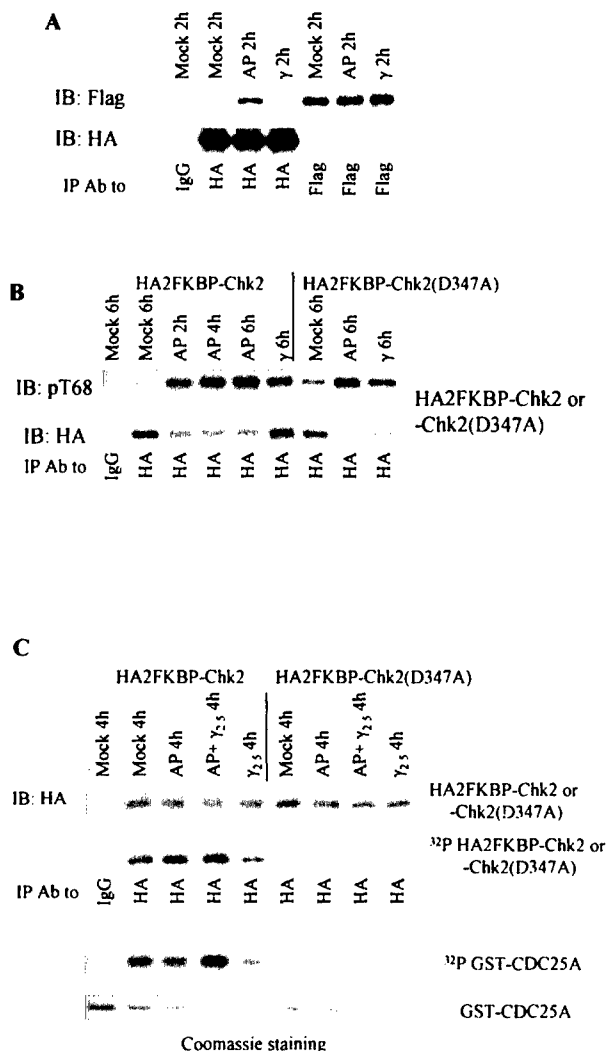 A
Mock 2h Mock 2h AP 2h γ 2h Mock 2h AP 2h γ 2h
IB: Flag
IB: HA
IP Ab to IgG HA HA HA Flag Flag Flag
B
HA2FKBP-Chk2 HA2FKBP-Chk2(D347A)
Mock 6h Mock 6h AP 2h AP 4h AP 6h γ 6h Mock 6h AP 6h γ 6h
IB: pT68
HA2FKBP-Chk2 or
-Chk2(D347A)
IB: HA
IP Ab to IgG HA HA HA HA HA HA HA HA
C
HA2FKBP-Chk2 HA2FKBP-Chk2(D347A)
Mock 4h Mock 4h AP 4h AP+ γ2.5 4h γ2.5 4h Mock 4h AP 4h AP+ γ2.5 4h γ2.5 4h
IB: HA HA2FKBP-Chk2 or
-Chk2(D347A)
³²P HA2FKBP-Chk2 or
-Chk2(D347A)
IP Ab to IgG HA HA HA HA HA HA HA HA
³²P GST-CDC25A
GST-CDC25A
Coomassie staining